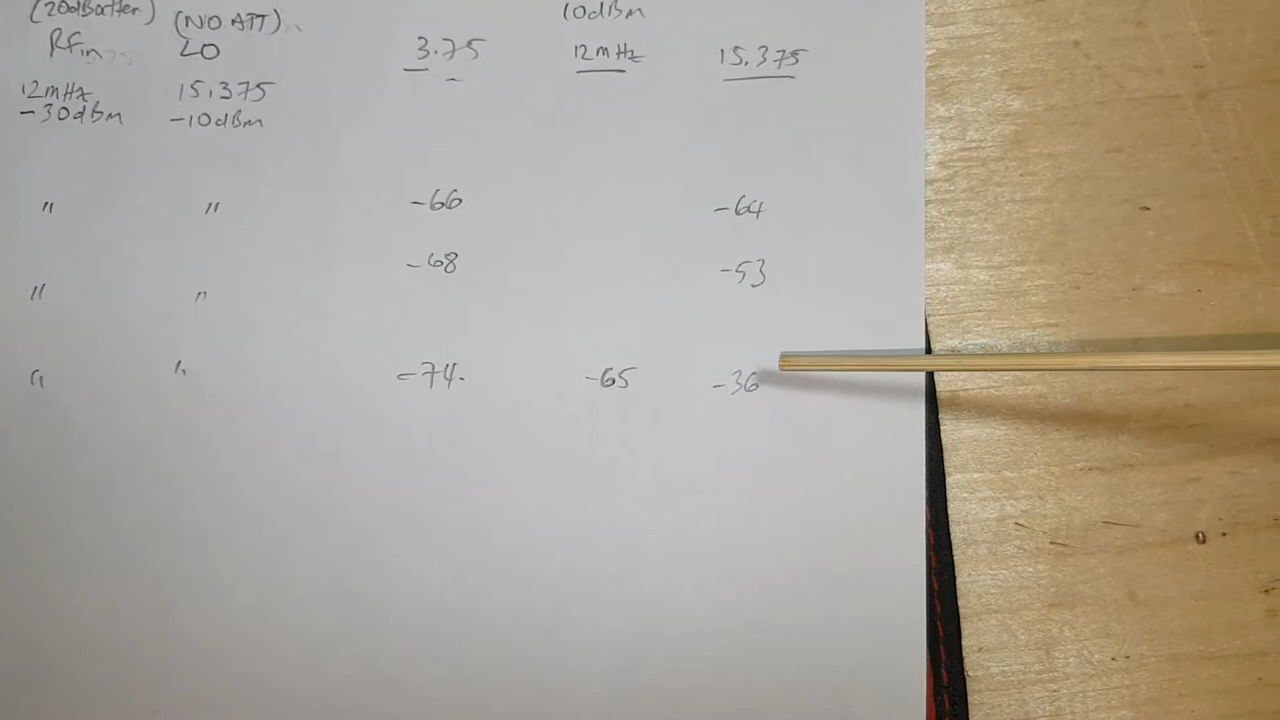 (20dBatten) (NO ATT) 10dBm
RFin LO 3.75 12mHz 15.375
12mHz 15.375
-30dBm -10dBm
" " -66 -64
" " -68 -53
" " -74. -65 -36